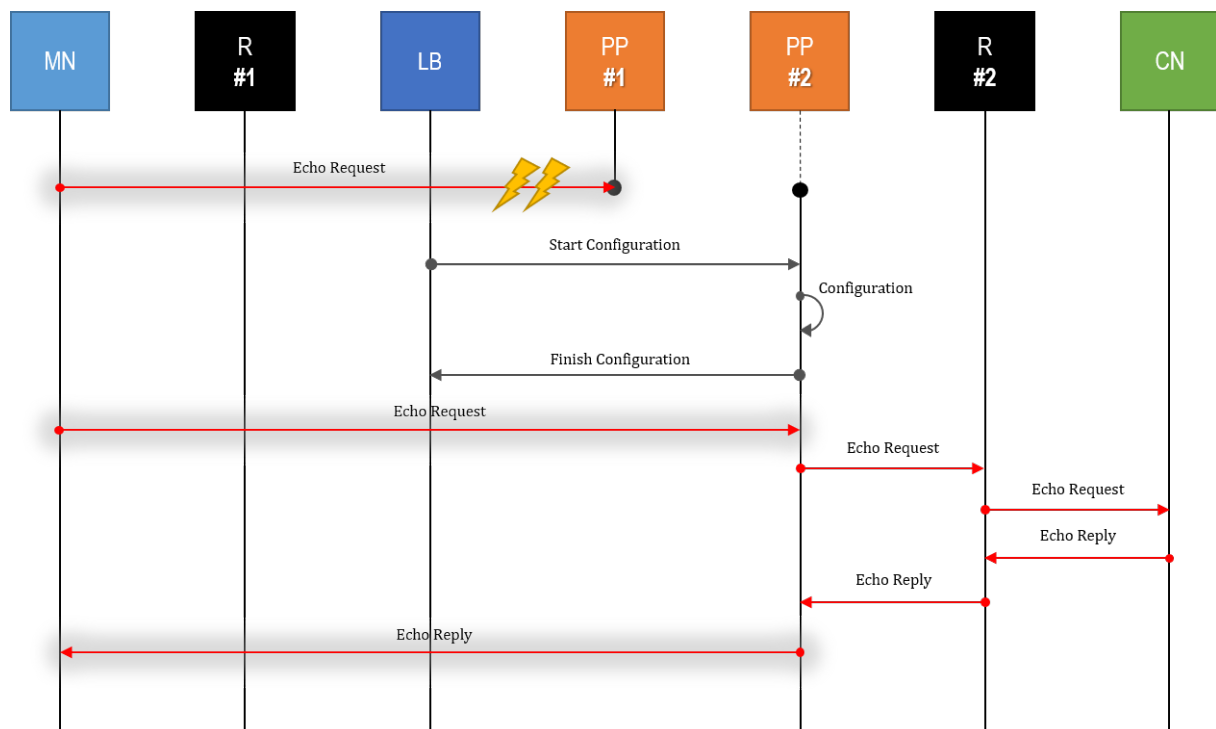 MN
R
#1
LB
PP
#1
PP
#2
R
#2
CN
Echo Request
Start Configuration
Configuration
Finish Configuration
Echo Request
Echo Request
Echo Request
Echo Reply
Echo Reply
Echo Reply